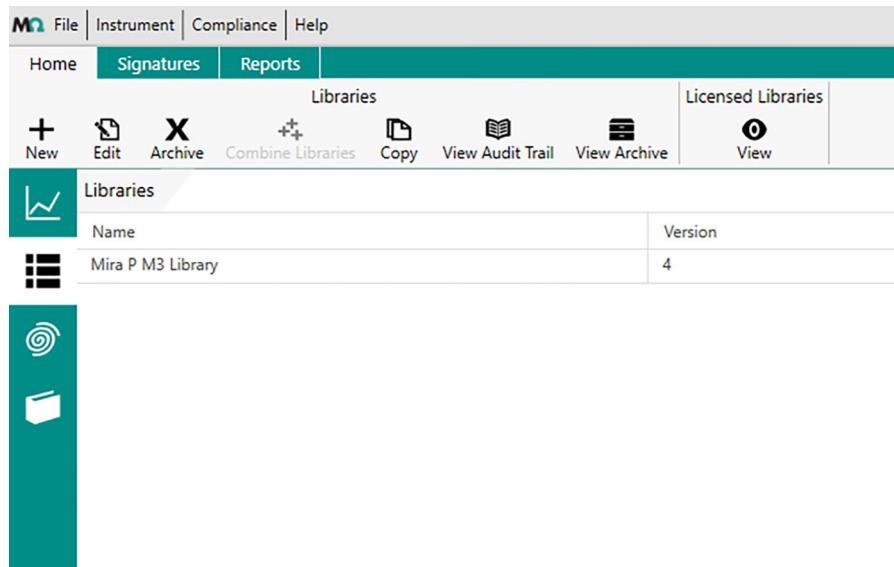 MΩ File Instrument Compliance Help
Home Signatures Reports
Libraries Licensed Libraries
New Edit Archive Combine Libraries Copy View Audit Trail View Archive View
Libraries
Name Version
Mira P M3 Library 4